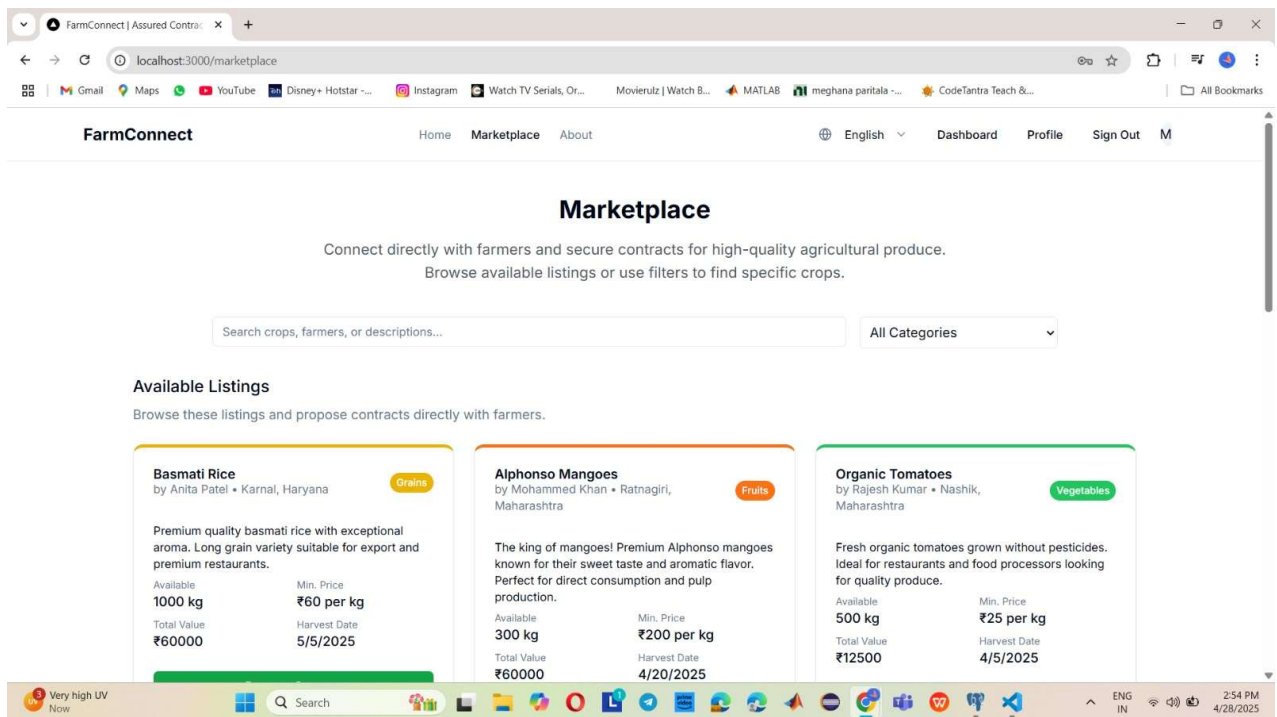 FarmConnect | Assured Contrac
localhost:3000/marketplace
Gmail Maps YouTube Disney+ Hotstar -... Instagram Watch TV Serials, Or... Movierulz | Watch B... MATLAB meghana paritala -... CodeTantra Teach &... All Bookmarks
FarmConnect Home Marketplace About English Dashboard Profile Sign Out M
Marketplace
Connect directly with farmers and secure contracts for high-quality agricultural produce.
Browse available listings or use filters to find specific crops.
Search crops, farmers, or descriptions... All Categories
Available Listings
Browse these listings and propose contracts directly with farmers.
Basmati Rice
by Anita Patel • Karnal, Haryana
Grains
Premium quality basmati rice with exceptional
aroma. Long grain variety suitable for export and
premium restaurants.
Available Min. Price
1000 kg ₹60 per kg
Total Value Harvest Date
₹60000 5/5/2025
Alphonso Mangoes
by Mohammed Khan • Ratnagiri,
Maharashtra
Fruits
The king of mangoes! Premium Alphonso mangoes
known for their sweet taste and aromatic flavor.
Perfect for direct consumption and pulp
production.
Available Min. Price
300 kg ₹200 per kg
Total Value Harvest Date
₹60000 4/20/2025
Organic Tomatoes
by Rajesh Kumar • Nashik,
Maharashtra
Vegetables
Fresh organic tomatoes grown without pesticides.
Ideal for restaurants and food processors looking
for quality produce.
Available Min. Price
500 kg ₹25 per kg
Total Value Harvest Date
₹12500 4/5/2025
3
Very high UV
Now
Search
ENG
IN
2:54 PM
4/28/2025